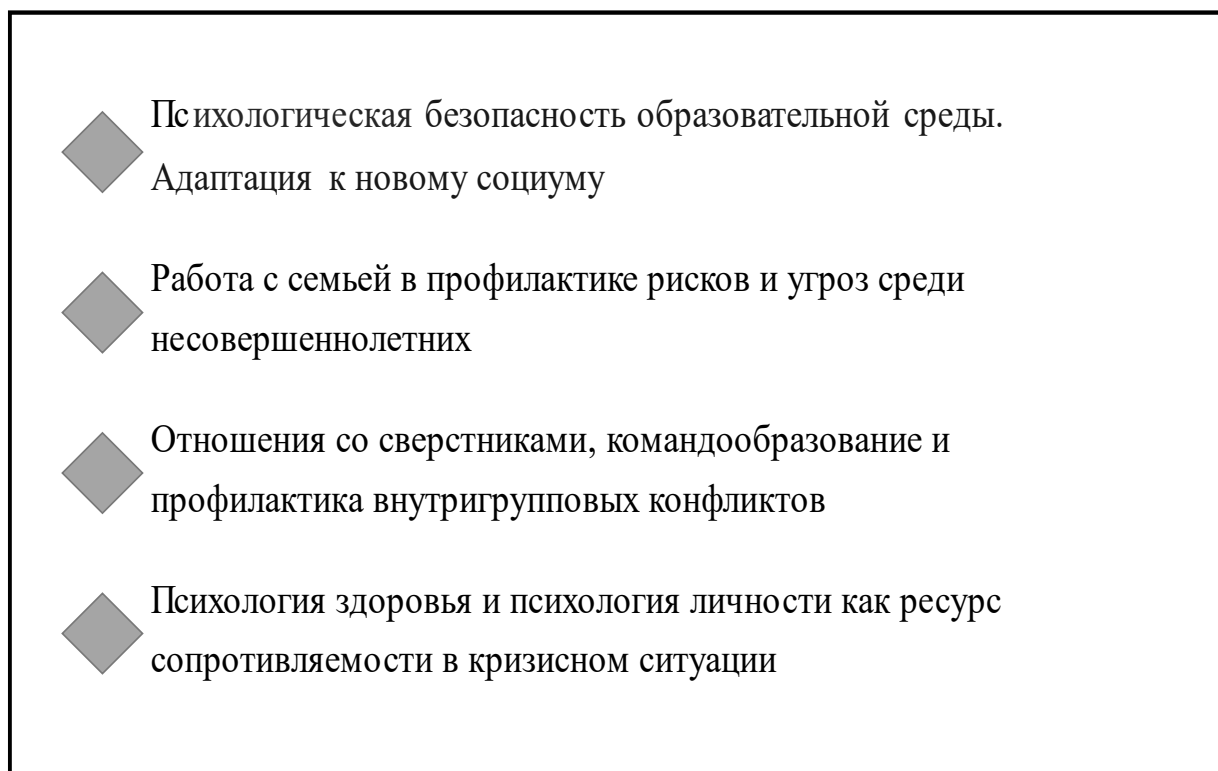 Психологическая безопасность образовательной среды.
Адаптация к новому социуму
Работа с семьей в профилактике рисков и угроз среди
несовершеннолетних
Отношения со сверстниками, командообразование и
профилактика внутригрупповых конфликтов
Психология здоровья и психология личности как ресурс
сопротивляемости в кризисном ситуации